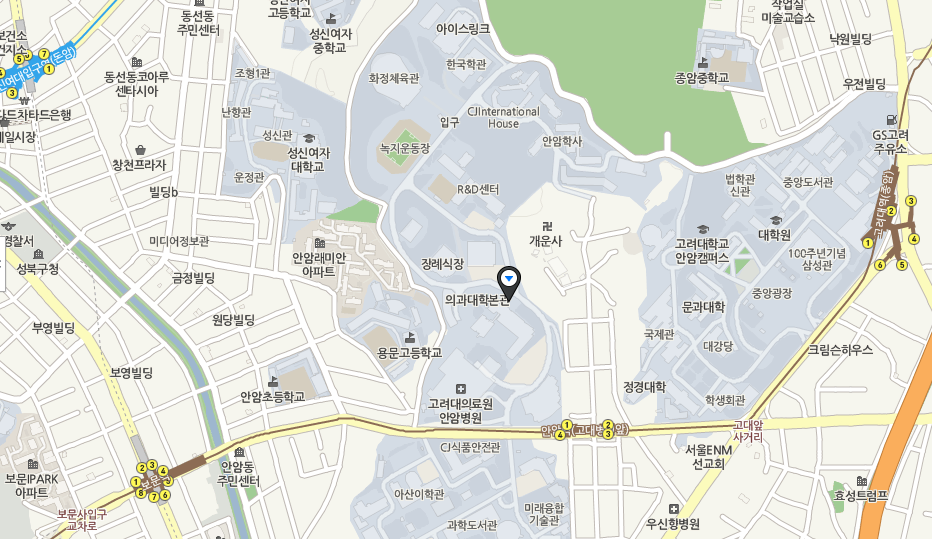 동선동
주민센터
고등학교
성신여자
중학교
아이스링크
작업실
미술교습소
낙원빌딩
보건소
한국학관
조형1관
화정체육관
종암중학교
우전빌딩
동선동코아루
센타시아
난향관
입구
CJInternational
House
GS고려
주유소
성신관
녹지운동장
안암학사
성신여자
대학교
창천프라자
운정관
빌딩b
R&D센터
법학관
신관
중앙도서관
고려대역(종암)
미디어정보관
개운사
고려대학교
안암캠퍼스
대학원
경찰서
성북구청
안암래미안
아파트
장례식장
100주년기념
삼성관
금정빌딩
중앙광장
의과대학본관
문과대학
부영빌딩
원당빌딩
국제관
대강당
용문고등학교
크림슨하우스
보영빌딩
정경대학
안암초등학교
고려대의료원
안암병원
학생회관
고대앞
사거리
CJ식품안전관
서울ENM
선교회
안암동
주민센터
보문IPARK
아파트
아산이학관
효성트럼프
보문사입구
교차로
미래융합
기술관
과학도서관
우신향병원